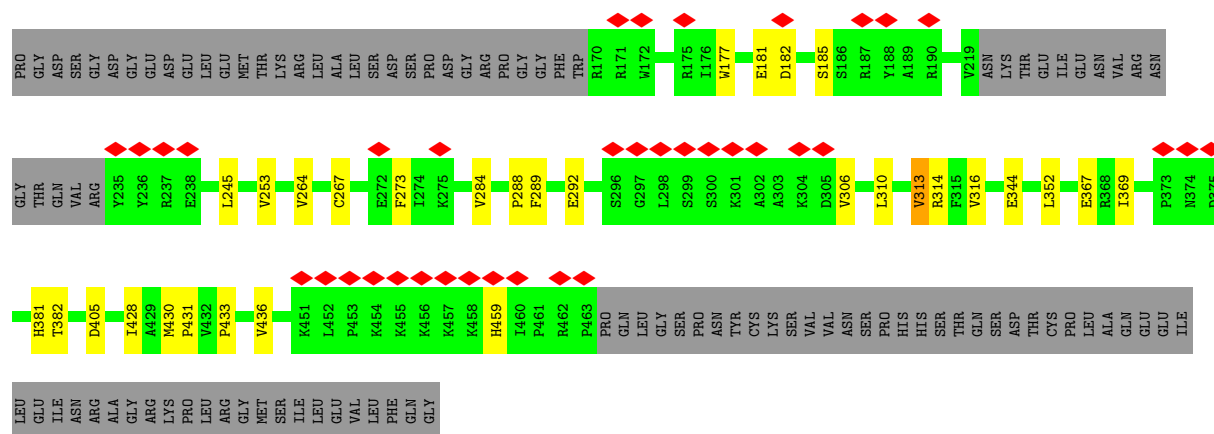 PRO GLY ASP SER GLY ASP GLY GLU ASP GLU LEU GLU MET THR LYS ARG LEU ALA LEU SER ASP SER PRO ASP GLY ARG PRO GLY GLY PHE TRP R170 R171 W172 R175 I176 W177 E181 D182 S185 S186 R187 Y188 A189 R190 V219 ASN LYS THR GLU ILE GLU ASN VAL ARG ASN
GLY THR GLN VAL ARG Y235 Y236 R237 E238 L245 V253 V264 C267 E272 F273 I274 K275 V284 P288 F289 E292 S296 G297 L298 S299 S300 K301 A302 A303 K304 D305 V306 L310 V313 R314 F315 V316 E344 L352 E367 R368 I369 P373 N374
H381 T382 D405 I428 A429 M430 P431 V432 P433 V436 K451 L452 P453 K454 K455 K456 K457 K458 H459 I460 P461 R462 P463 PRO GLN LEU GLY SER PRO ASN TYR CYS LYS SER VAL VAL ASN SER PRO HIS HIS SER THR GLN SER ASP THR CYS PRO LEU ALA GLN GLU GLU ILE
LEU GLU ILE ASN ARG ALA GLY ARG LYS PRO LEU ARG GLY MET SER ILE LEU GLU VAL LEU PHE GLN GLY